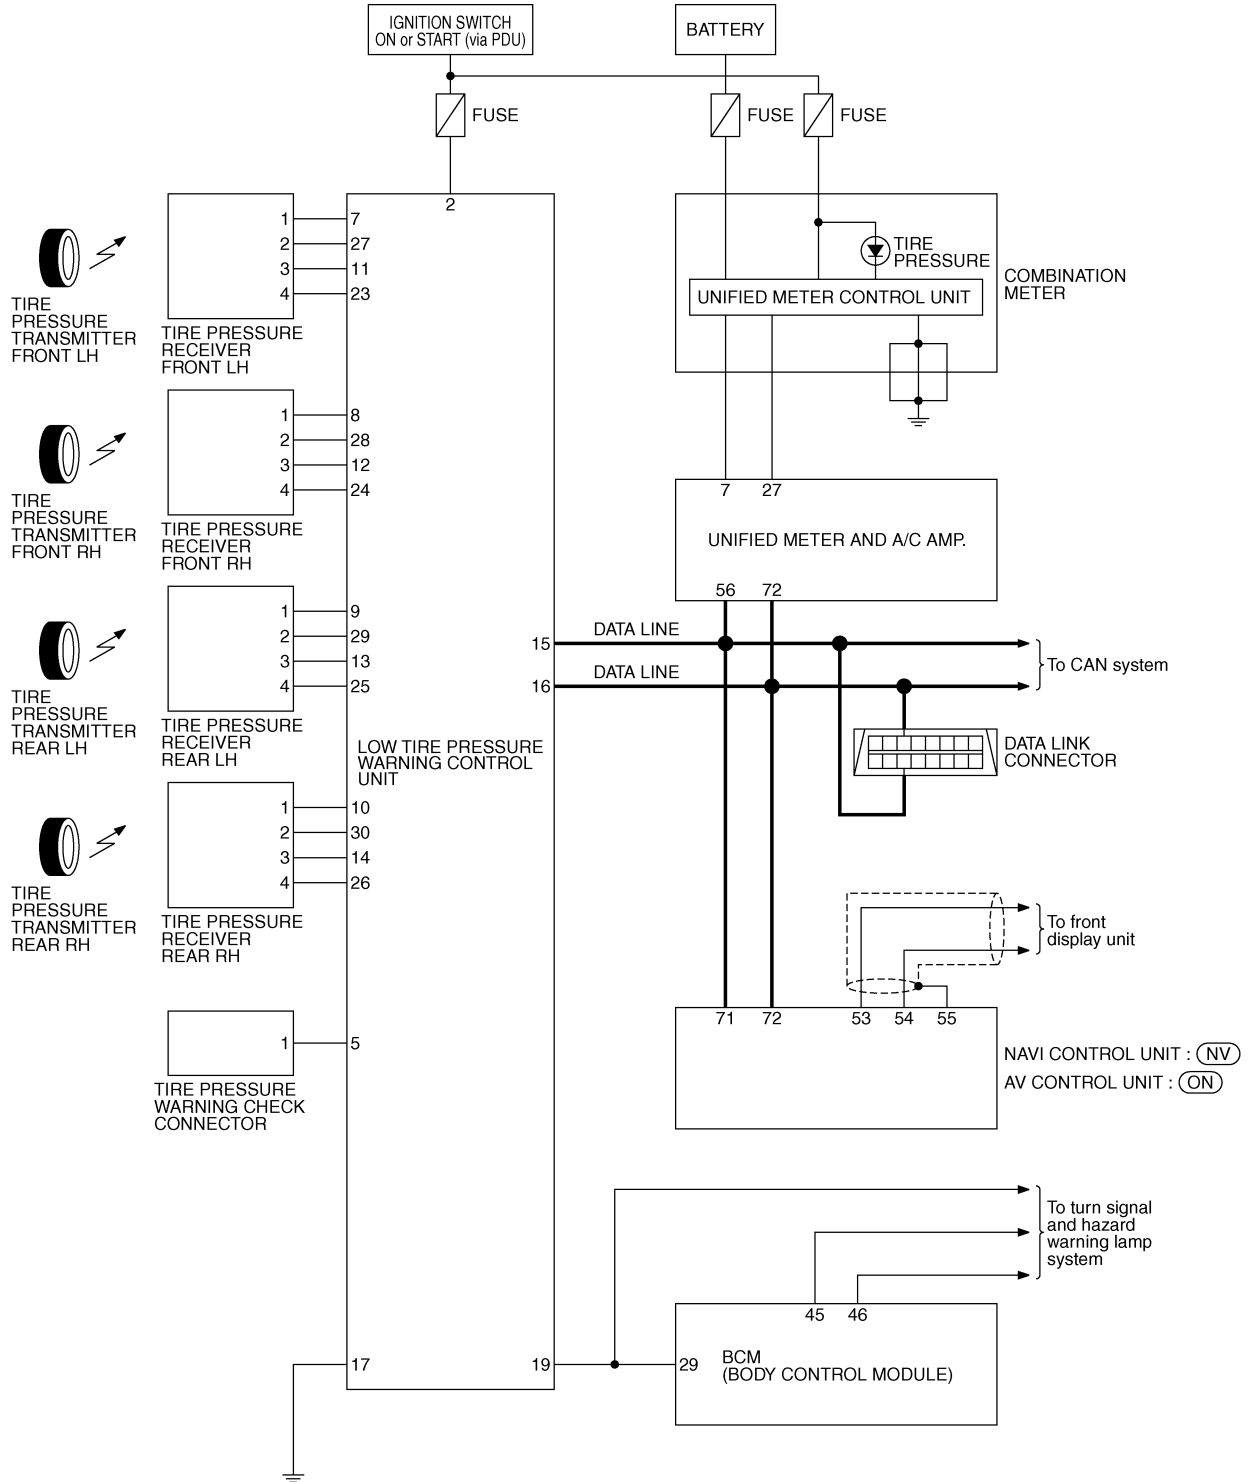 IGNITION SWITCH
ON or START (via PDU)
BATTERY
FUSE
FUSE
FUSE
2
1
7
2
27
3
11
4
23
TIRE
PRESSURE
TRANSMITTER
FRONT LH
TIRE PRESSURE
RECEIVER
FRONT LH
TIRE
PRESSURE
UNIFIED METER CONTROL UNIT
COMBINATION
METER
1
8
2
28
3
12
4
24
TIRE
PRESSURE
TRANSMITTER
FRONT RH
TIRE PRESSURE
RECEIVER
FRONT RH
7
27
UNIFIED METER AND A/C AMP.
56
72
1
9
2
29
3
13
4
25
TIRE
PRESSURE
TRANSMITTER
REAR LH
TIRE PRESSURE
RECEIVER
REAR LH
15
DATA LINE
16
DATA LINE
To CAN system
LOW TIRE PRESSURE
WARNING CONTROL
UNIT
DATA LINK
CONNECTOR
1
10
2
30
3
14
4
26
TIRE
PRESSURE
TRANSMITTER
REAR RH
TIRE PRESSURE
RECEIVER
REAR RH
To front
display unit
71
72
53
54
55
NAVI CONTROL UNIT : NV
AV CONTROL UNIT : ON
1
5
TIRE PRESSURE
WARNING CHECK
CONNECTOR
To turn signal
and hazard
warning lamp
system
45
46
17
19
29
BCM
(BODY CONTROL MODULE)